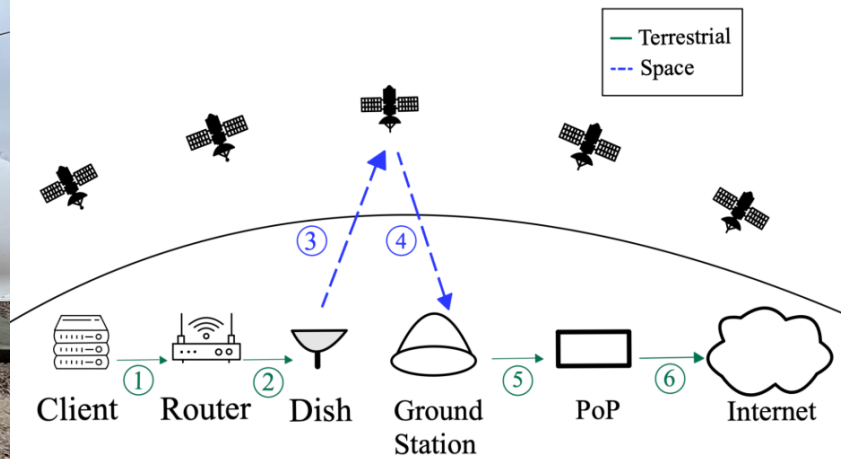 Terrestrial
Space
③
④
①
②
⑤
⑥
Client
Router
Dish
Ground
Station
PoP
Internet